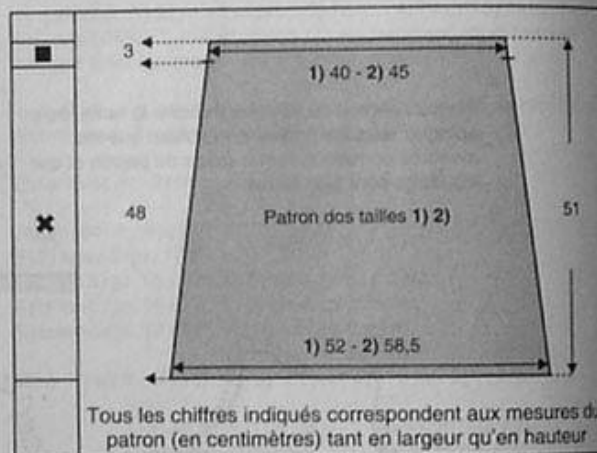 3
1) 40 - 2) 45
48
Patron dos tailles 1) 2)
51
1) 52 - 2) 58,5
Tous les chiffres indiqués correspondent aux mesures du
patron (en centimètres) tant en largeur qu'en hauteur